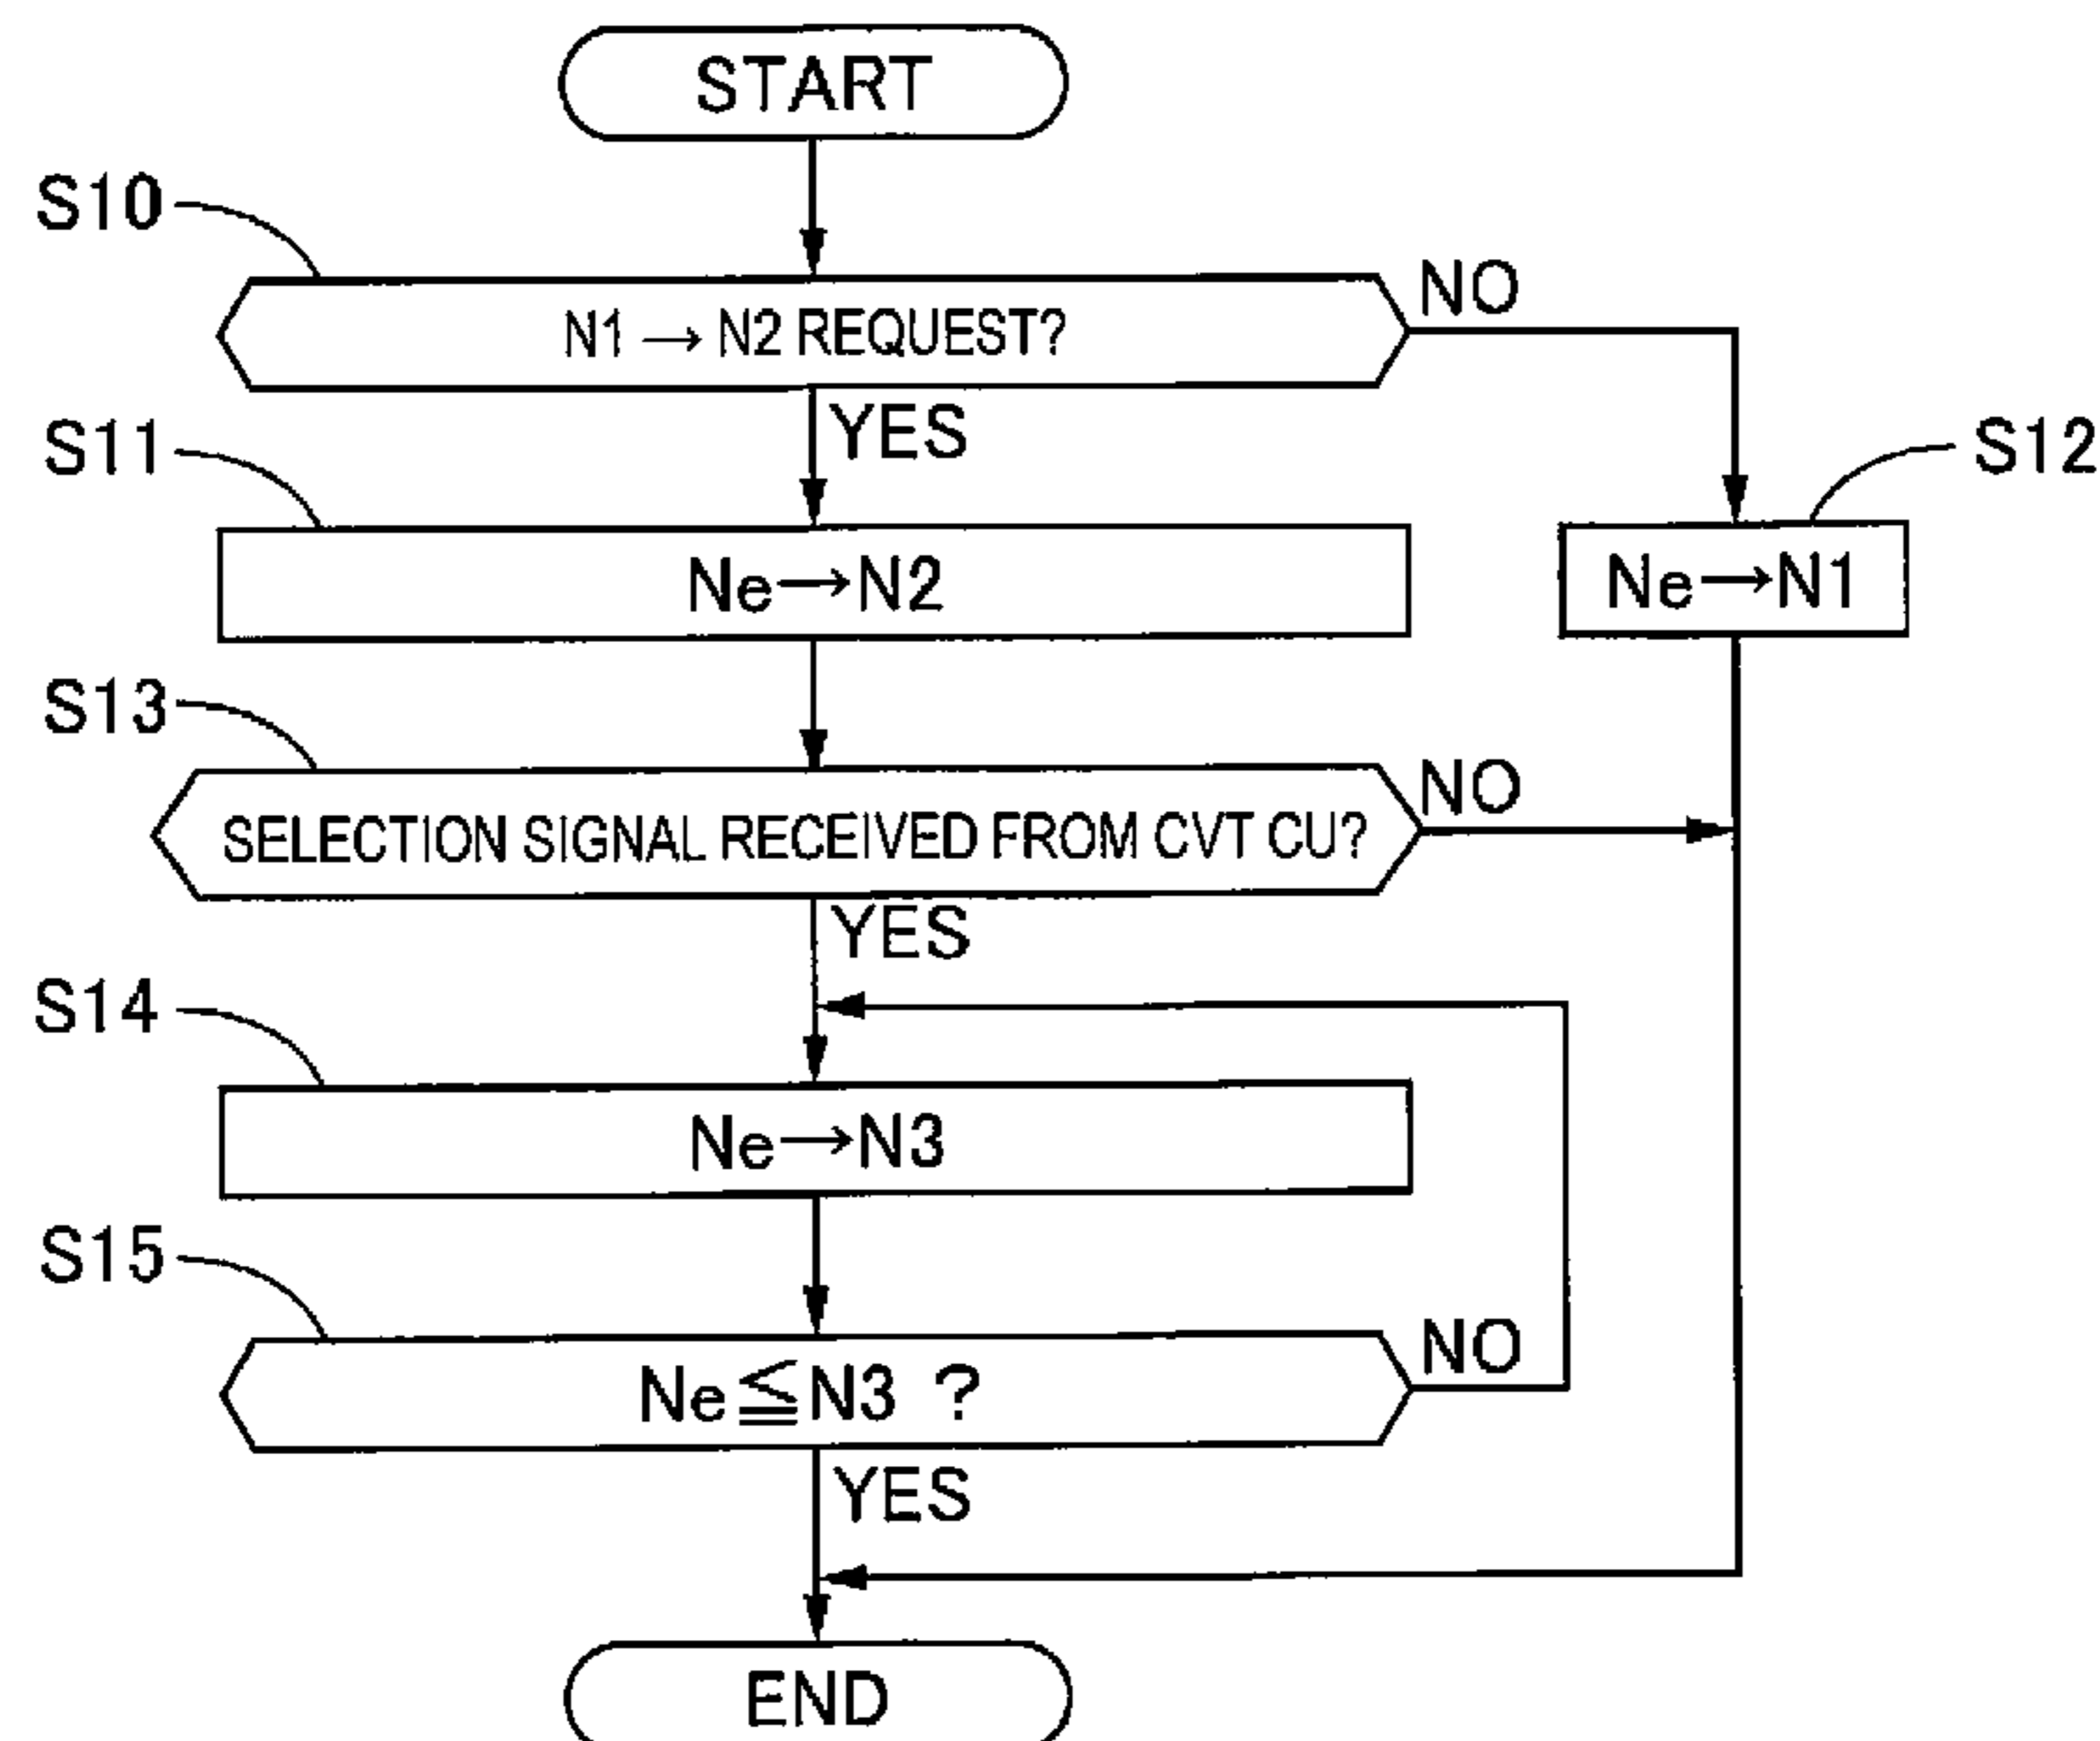 START
S10
N1 → N2 REQUEST?
NO
YES
S11
Ne→N2
S12
Ne→N1
S13
SELECTION SIGNAL RECEIVED FROM CVT CU?
NO
YES
S14
Ne→N3
S15
Ne≦N3 ?
NO
YES
END